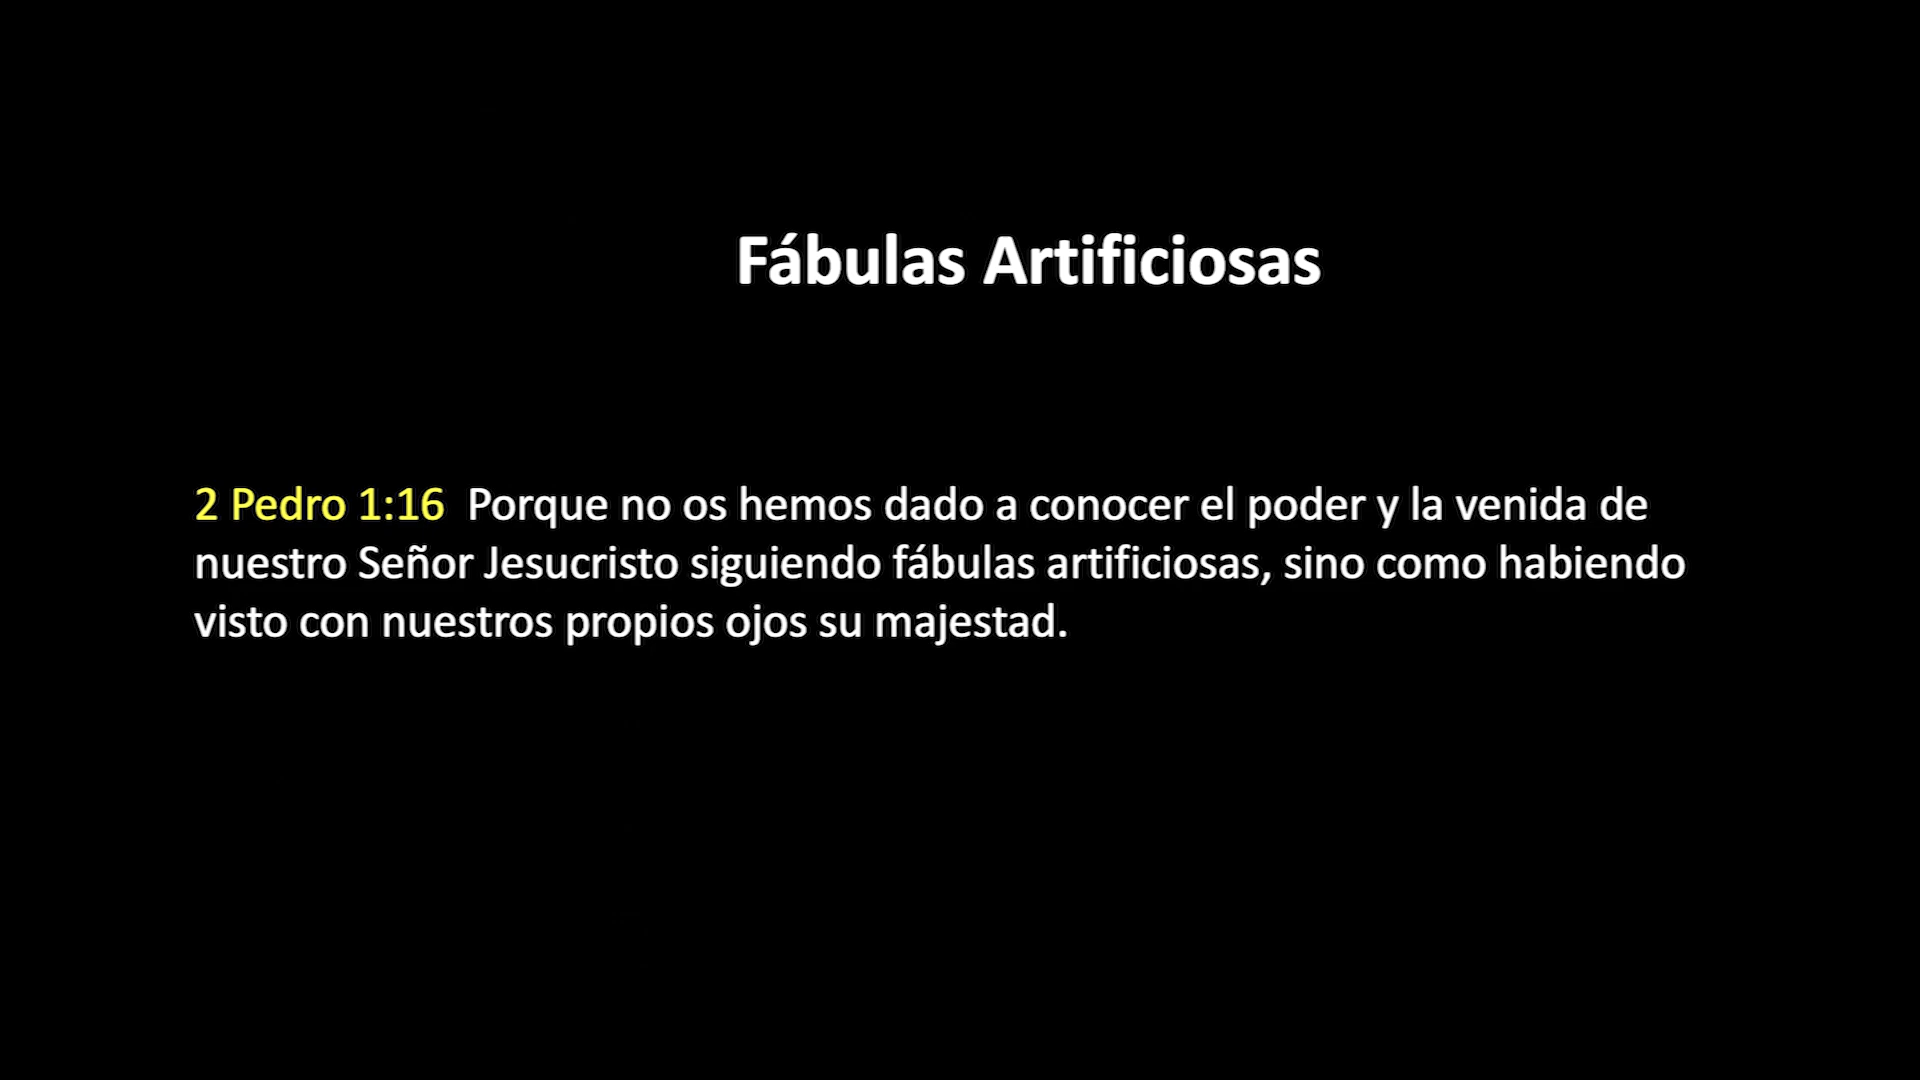 Fábulas Artificiosas
2 Pedro 1:16 Porque no os hemos dado a conocer el poder y la venida de
nuestro Señor Jesucristo siguiendo fábulas artificiosas, sino como habiendo
visto con nuestros propios ojos su majestad.